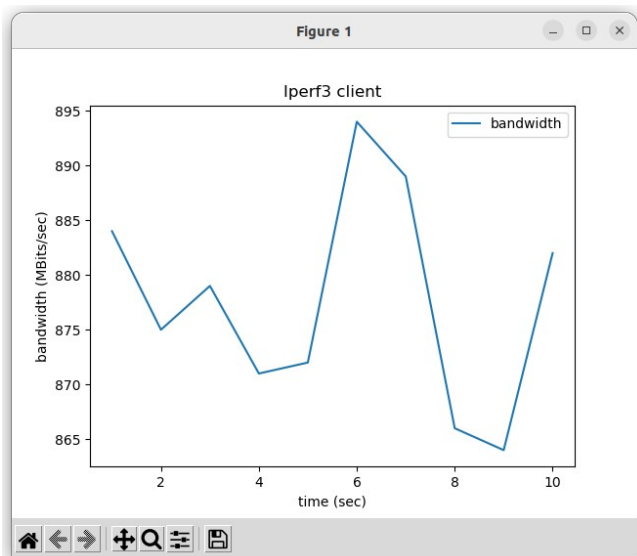 Figure 1
Iperf3 client
bandwidth
895
890
885
880
875
870
865
bandwidth (MBits/sec)
2 4 6 8 10
time (sec)